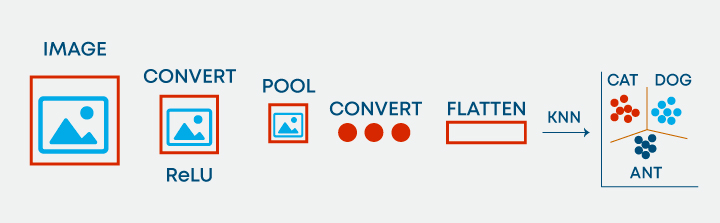 IMAGE
CONVERT
ReLU
POOL
CONVERT
FLATTEN
KNN
CAT
DOG
ANT